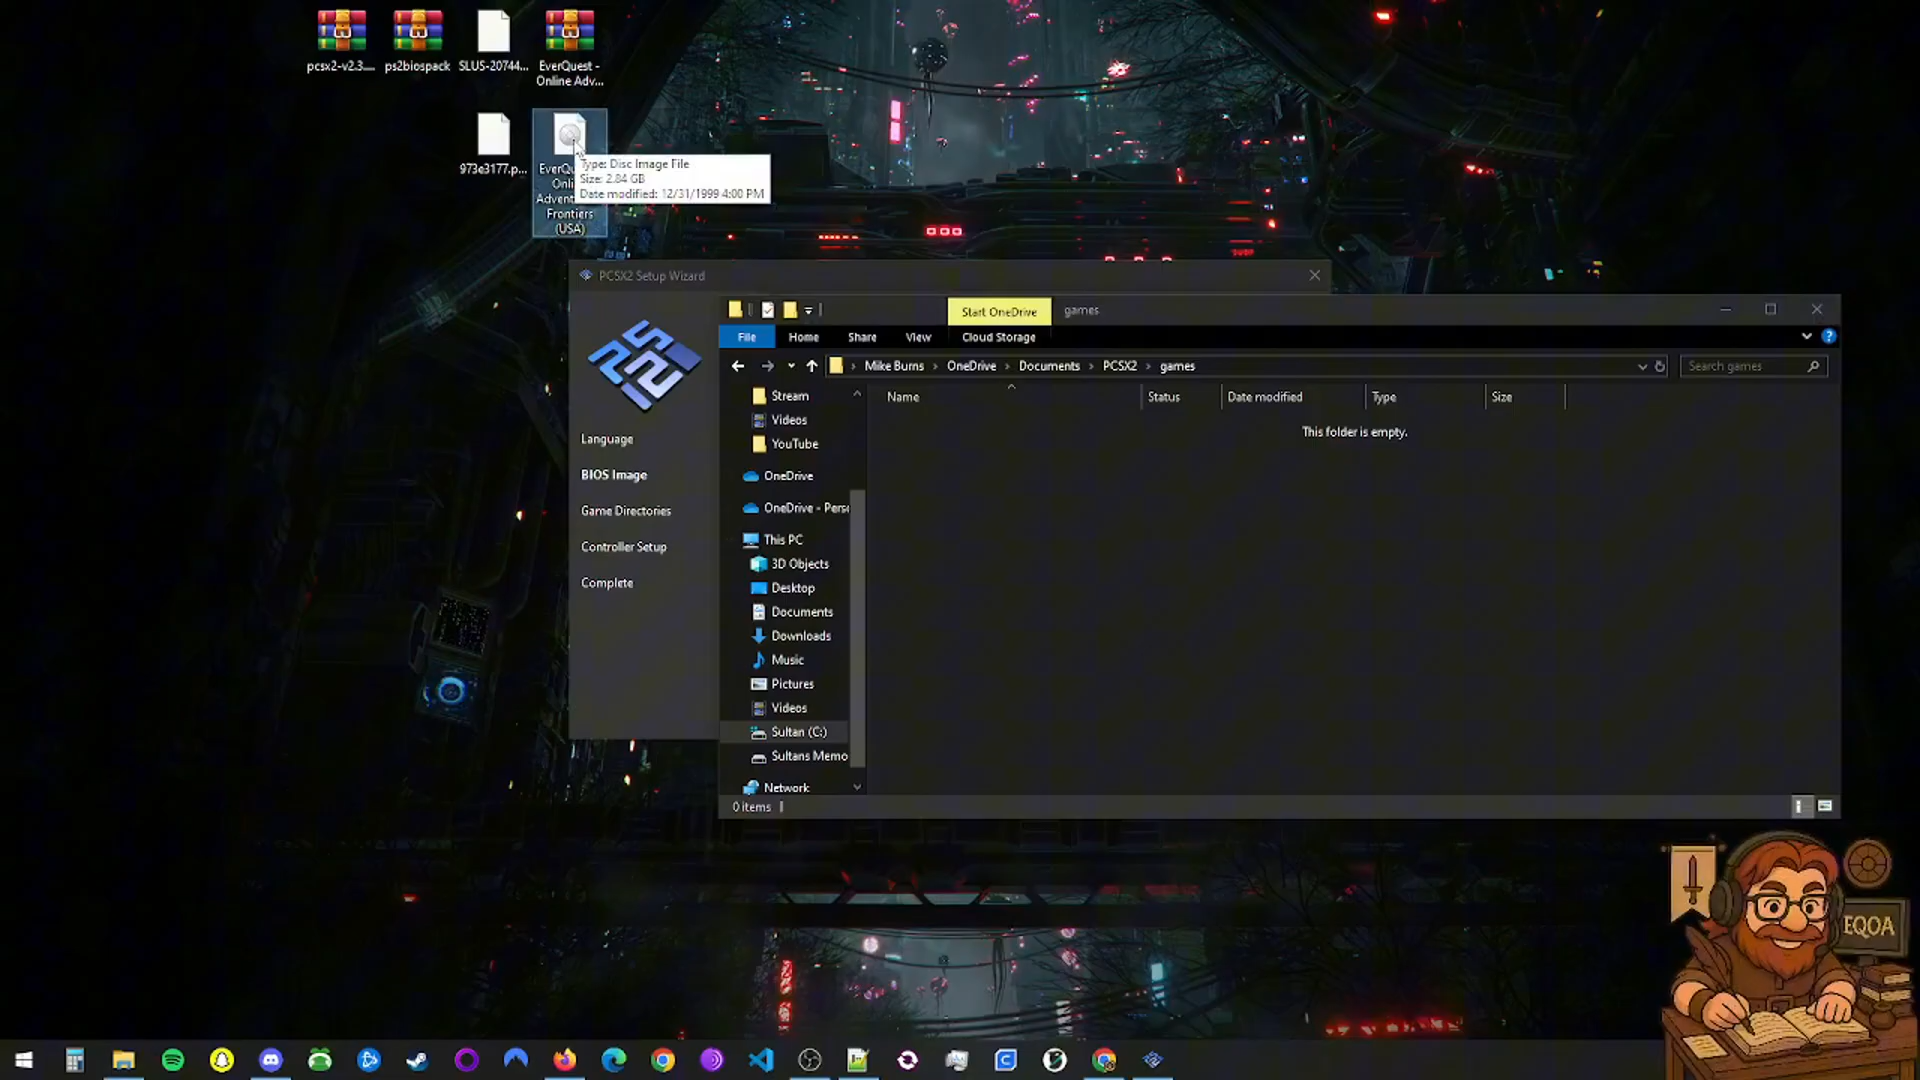 pcsx2-v2.3....
ps2biospack
SLUS-20744...
EverQuest -
Online Adv...
973e3177.p...
EverQu
Onli
Advent
Frontiers
(USA)
Type: Disc Image File
Size: 2.84 GB
Date modified: 12/31/1999 4:00 PM
PCSX2 Setup Wizard
Language
BIOS Image
Game Directories
Controller Setup
Complete
Start OneDrive
games
File
Home
Share
View
Cloud Storage
Mike Burns
OneDrive
Documents
PCSX2
games
Search games
Name
Status
Date modified
Type
Size
This folder is empty.
Stream
Videos
YouTube
OneDrive
OneDrive - Perso
This PC
3D Objects
Desktop
Documents
Downloads
Music
Pictures
Videos
Sultan (C:)
Sultans Memo
Network
0 items
EQOA